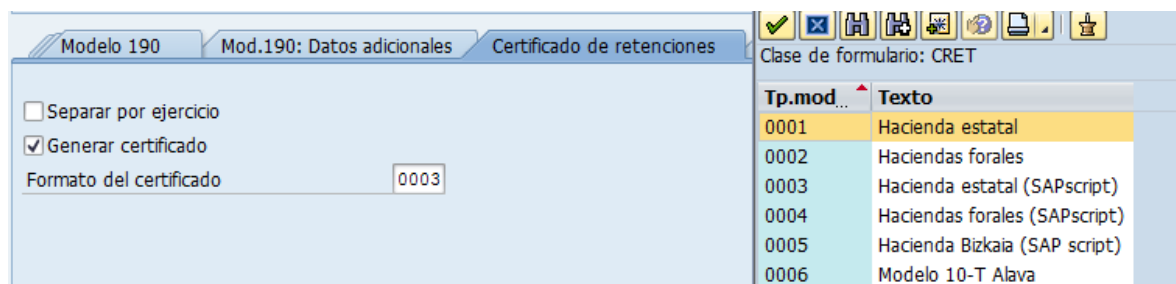 Modelo 190
Mod.190: Datos adicionales
Certificado de retenciones
Separar por ejercicio
Generar certificado
Formato del certificado 0003
Clase de formulario: CRET
Tp.mod... Texto
0001 Hacienda estatal
0002 Haciendas forales
0003 Hacienda estatal (SAPscript)
0004 Haciendas forales (SAPscript)
0005 Hacienda Bizkaia (SAP script)
0006 Modelo 10-T Alava